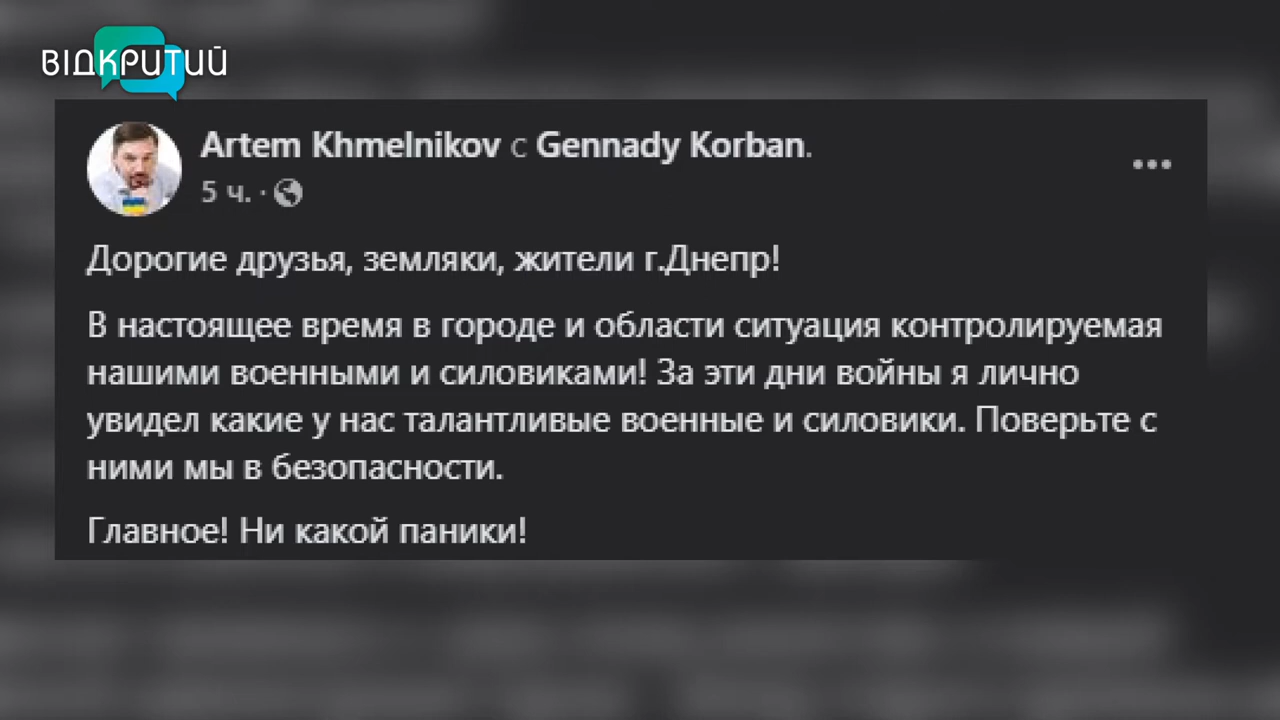 ВІДКРИТИЙ
Artem Khmelnikov с Gennady Korban.
5 ч. ·
Дорогие друзья, земляки, жители г.Днепр!
В настоящее время в городе и области ситуация контролируемая
нашими военными и силовиками! За эти дни войны я лично
увидел какие у нас талантливые военные и силовики. Поверьте с
ними мы в безопасности.
Главное! Ни какой паники!